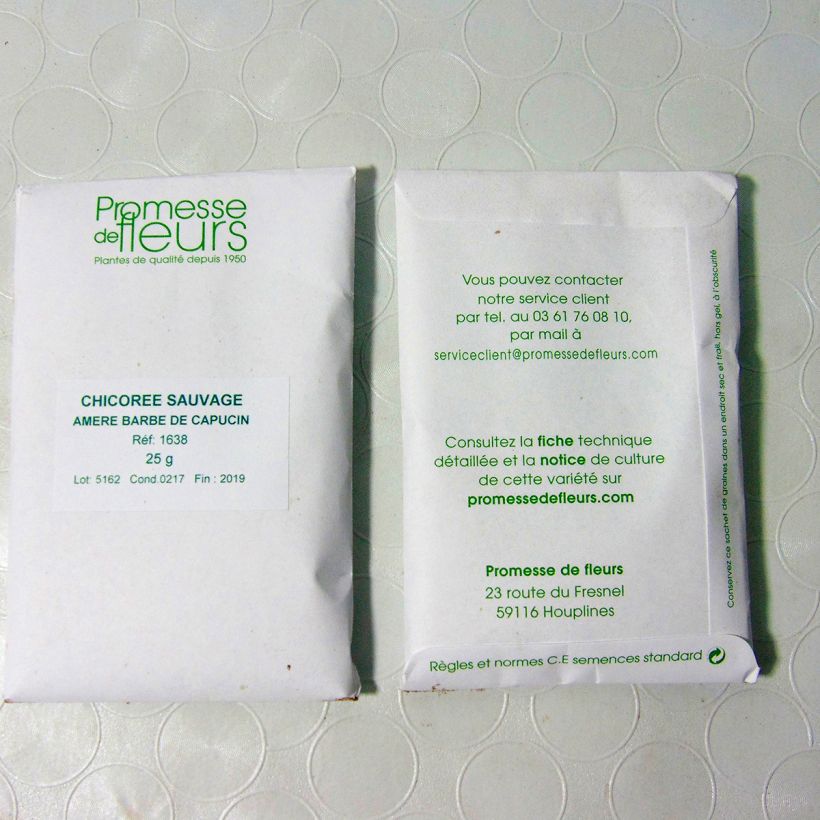 Promesse
de fleurs
Plantes de qualité depuis 1950
CHICOREE SAUVAGE
AMERE BARBE DE CAPUCIN
Réf: 1638
25 g
Lot: 5162 Cond.0217 Fin : 2019
Vous pouvez contacter
notre service client
par tel. au 03 61 76 08 10,
par mail à
serviceclient@promessedefleurs.com
Consultez la fiche technique
détaillée et la notice de culture
de cette variété sur
promessedefleurs.com
Promesse de fleurs
23 route du Fresnel
59116 Houplines
Règles et normes C.E semences standard
Conservez ce sachet de graines dans un endroit sec et frais, hors gel, à l'obscurité